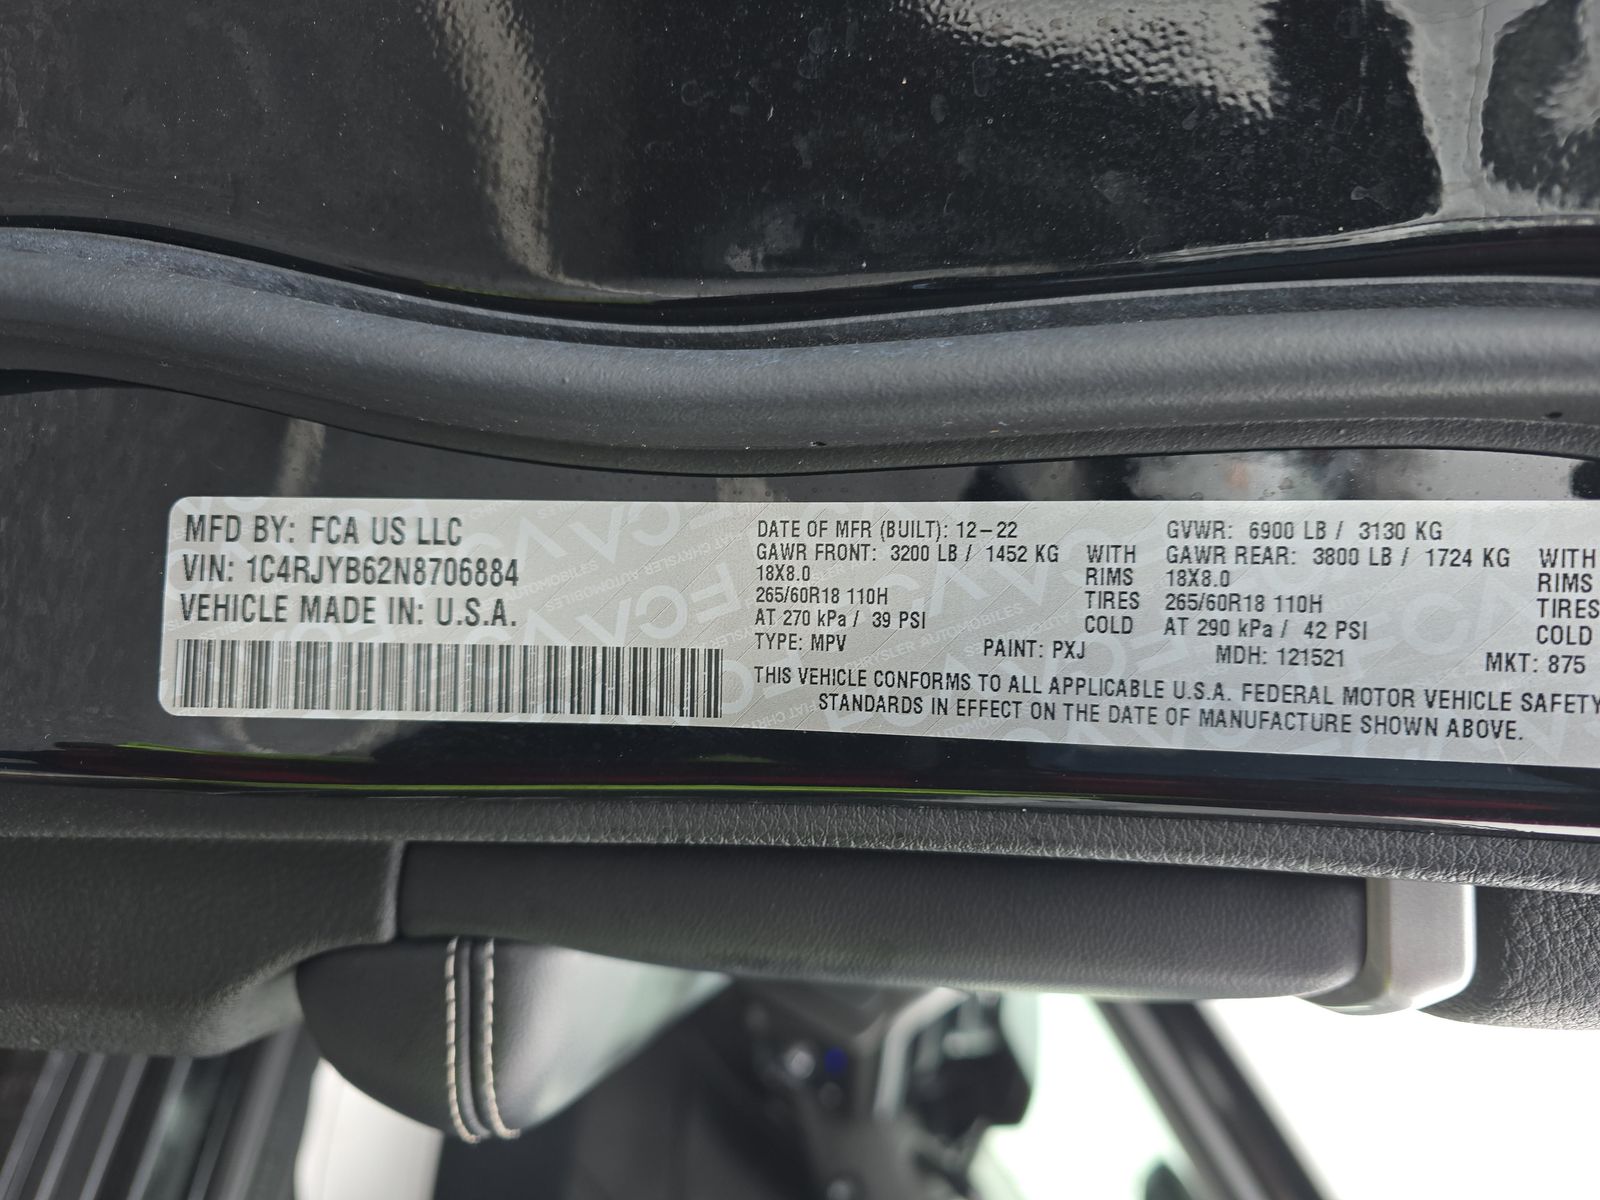 MFD BY: FCA US LLC
VIN: 1C4RJYB62N8706884
VEHICLE MADE IN: U.S.A.
DATE OF MFR (BUILT): 12-22 GVWR: 6900 LB / 3130 KG
GAWR FRONT: 3200 LB / 1452 KG WITH GAWR REAR: 3800 LB / 1724 KG WITH
18X8.0 RIMS 18X8.0 RIMS
265/60R18 110H TIRES 265/60R18 110H TIRES
AT 270 kPa / 39 PSI COLD AT 290 kPa / 42 PSI COLD
TYPE: MPV PAINT: PXJ MDH: 121521 MKT: 875
THIS VEHICLE CONFORMS TO ALL APPLICABLE U.S.A. FEDERAL MOTOR VEHICLE SAFETY
STANDARDS IN EFFECT ON THE DATE OF MANUFACTURE SHOWN ABOVE.